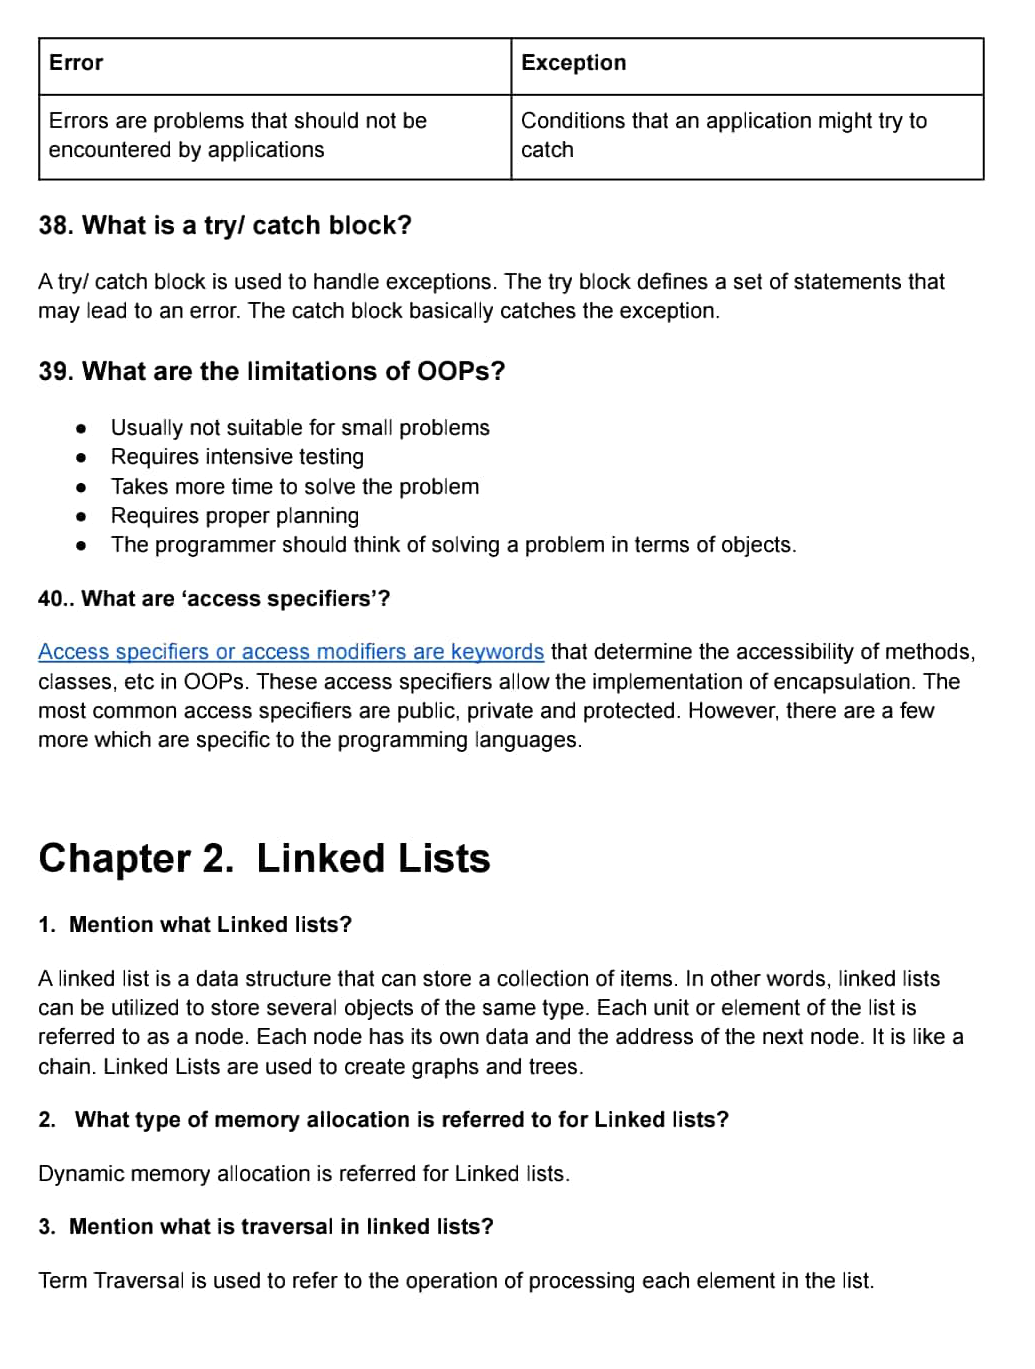 Error
Exception
Errors are problems that should not be
encountered by applications
Conditions that an application might try to
catch
38. What is a try/ catch block?
A try/ catch block is used to handle exceptions. The try block defines a set of statements that
may lead to an error. The catch block basically catches the exception.
39. What are the limitations of OOPs?
● Usually not suitable for small problems
● Requires intensive testing
● Takes more time to solve the problem
● Requires proper planning
● The programmer should think of solving a problem in terms of objects.
40.. What are ‘access specifiers’?
Access specifiers or access modifiers are keywords that determine the accessibility of methods,
classes, etc in OOPs. These access specifiers allow the implementation of encapsulation. The
most common access specifiers are public, private and protected. However, there are a few
more which are specific to the programming languages.
Chapter 2.  Linked Lists
1.  Mention what Linked lists?
A linked list is a data structure that can store a collection of items. In other words, linked lists
can be utilized to store several objects of the same type. Each unit or element of the list is
referred to as a node. Each node has its own data and the address of the next node. It is like a
chain. Linked Lists are used to create graphs and trees.
2.   What type of memory allocation is referred to for Linked lists?
Dynamic memory allocation is referred for Linked lists.
3.  Mention what is traversal in linked lists?
Term Traversal is used to refer to the operation of processing each element in the list.